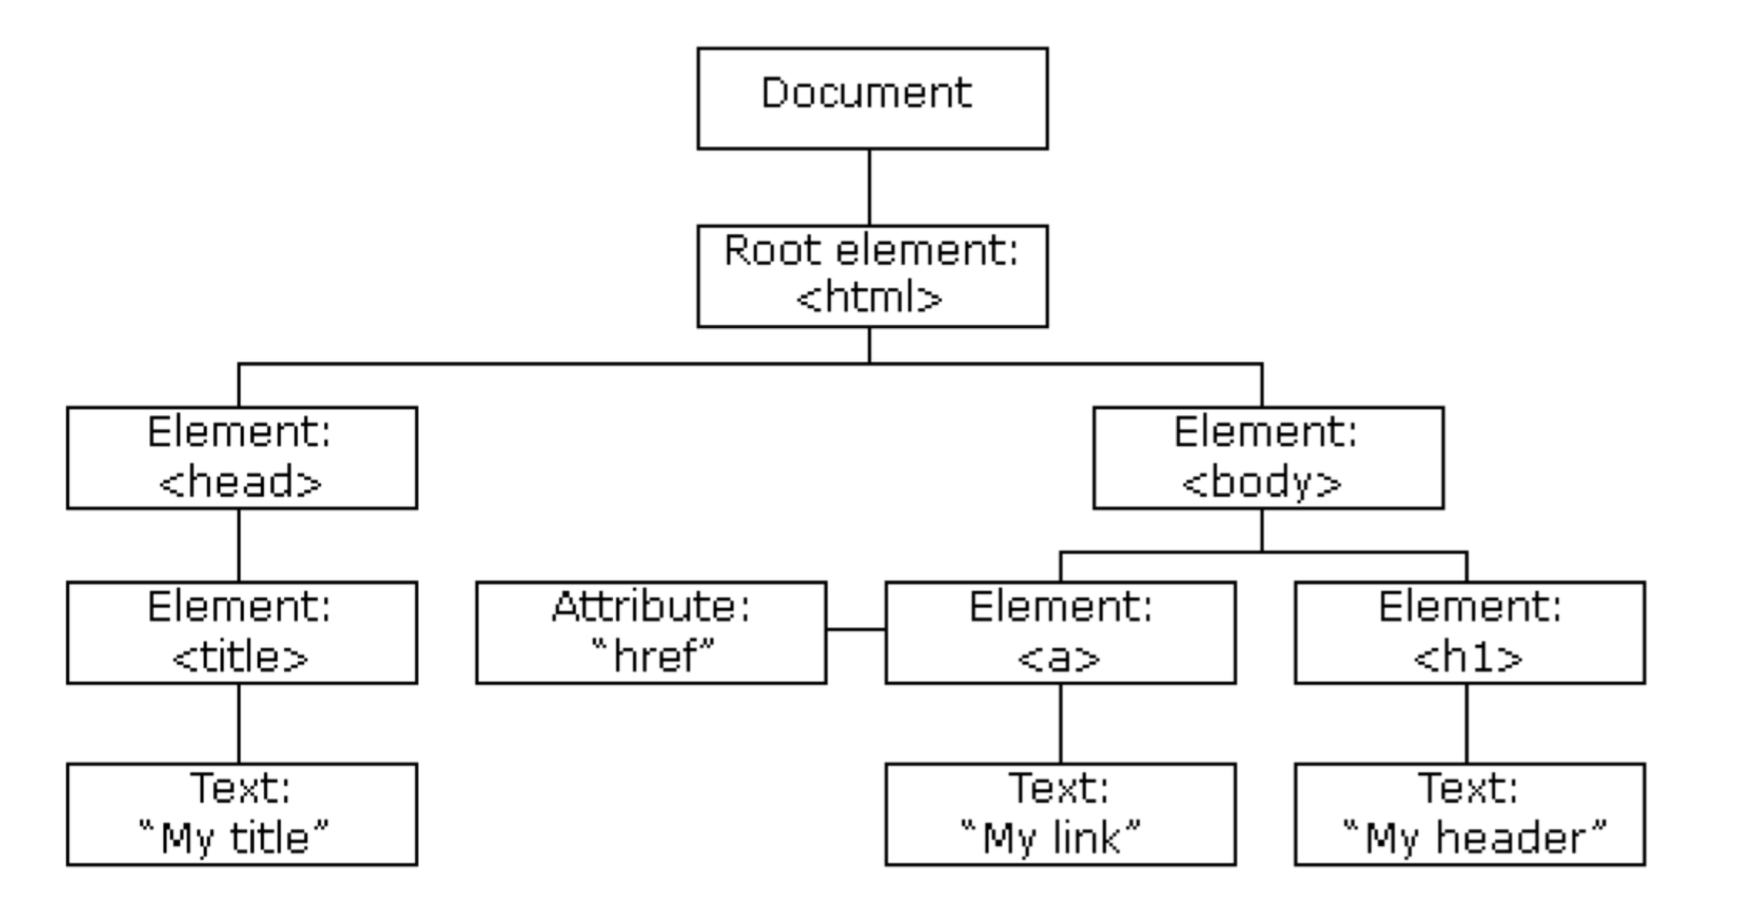 Document
Root element:
<html>
Element:
<head>
Element:
<body>
Element:
<title>
Attribute:
“href”
Element:
<a>
Element:
<h1>
Text:
“My title”
Text:
“My link”
Text:
“My header”